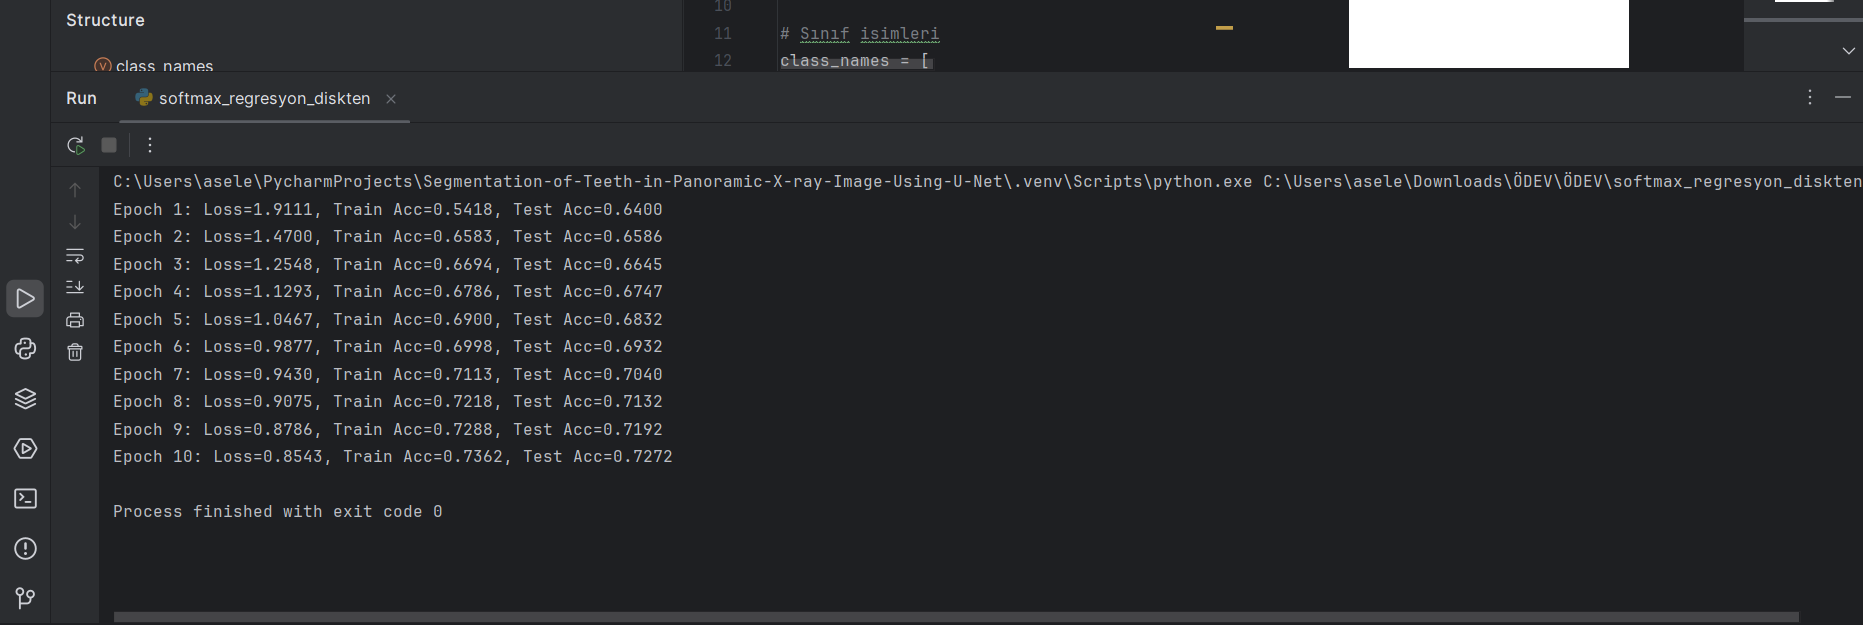 Structure
class_names
10
11 # Sınıf isimleri
12 class_names = [
Run softmax_regresyon_diskten
C:\Users\asele\PycharmProjects\Segmentation-of-Teeth-in-Panoramic-X-ray-Image-Using-U-Net\.venv\Scripts\python.exe C:\Users\asele\Downloads\ÖDEV\ÖDEV\softmax_regresyon_diskten
Epoch 1: Loss=1.9111, Train Acc=0.5418, Test Acc=0.6400
Epoch 2: Loss=1.4700, Train Acc=0.6583, Test Acc=0.6586
Epoch 3: Loss=1.2548, Train Acc=0.6694, Test Acc=0.6645
Epoch 4: Loss=1.1293, Train Acc=0.6786, Test Acc=0.6747
Epoch 5: Loss=1.0467, Train Acc=0.6900, Test Acc=0.6832
Epoch 6: Loss=0.9877, Train Acc=0.6998, Test Acc=0.6932
Epoch 7: Loss=0.9430, Train Acc=0.7113, Test Acc=0.7040
Epoch 8: Loss=0.9075, Train Acc=0.7218, Test Acc=0.7132
Epoch 9: Loss=0.8786, Train Acc=0.7288, Test Acc=0.7192
Epoch 10: Loss=0.8543, Train Acc=0.7362, Test Acc=0.7272
Process finished with exit code 0